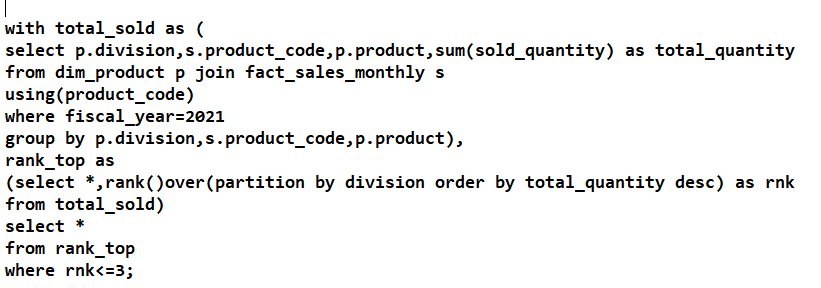 with total_sold as (
select p.division,s.product_code,p.product,sum(sold_quantity) as total_quantity
from dim_product p join fact_sales_monthly s
using(product_code)
where fiscal_year=2021
group by p.division,s.product_code,p.product),
rank_top as
(select *,rank()over(partition by division order by total_quantity desc) as rnk
from total_sold)
select *
from rank_top
where rnk<=3;